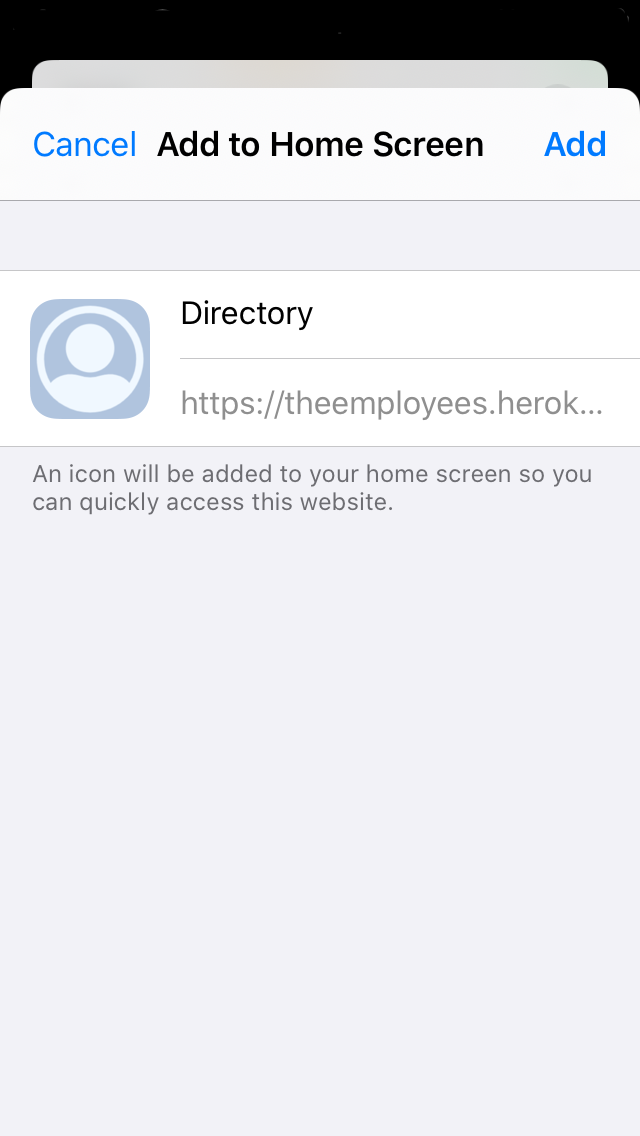 Cancel Add to Home Screen Add
Directory
https://theemployees.herok...
An icon will be added to your home screen so you
can quickly access this website.